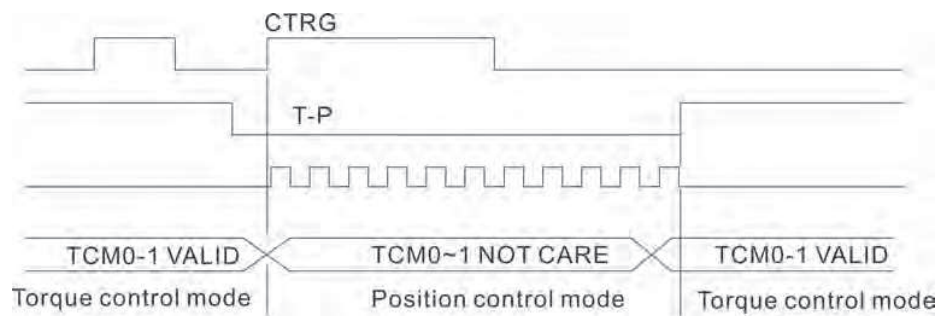 CTRG
T-P
TCM0-1 VALID TCM0~1 NOT CARE TCM0-1 VALID
Torque control mode Position control mode Torque control mode